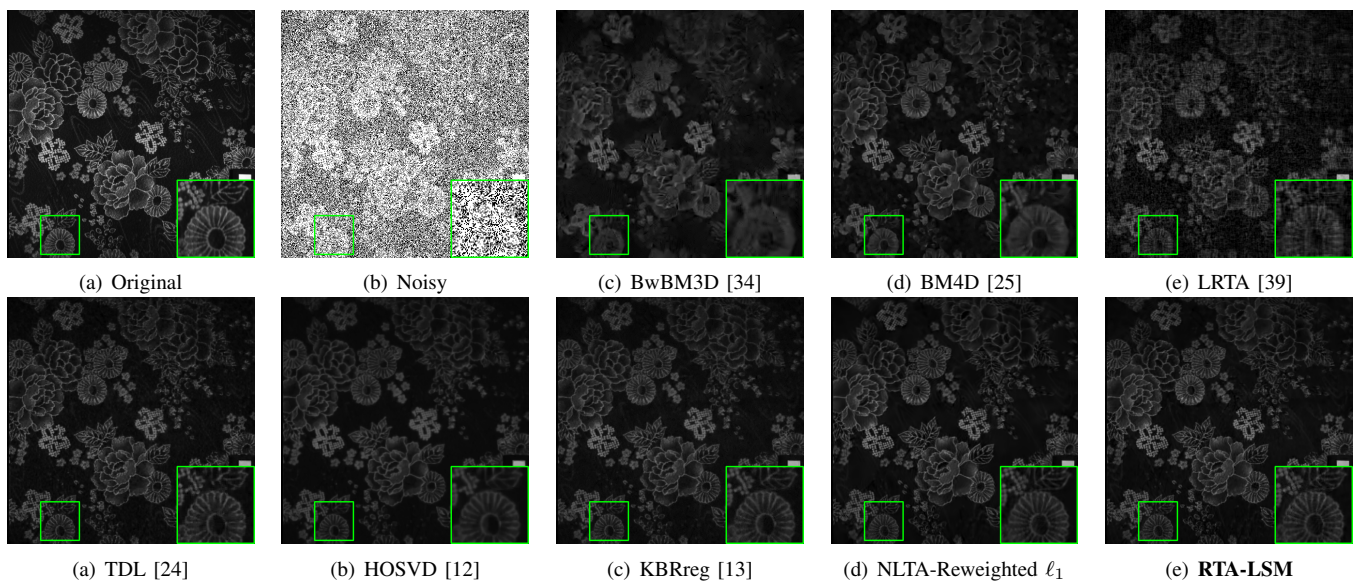 (a) Original
(b) Noisy
(c) BwBM3D [34]
(d) BM4D [25]
(e) LRTA [39]
(a) TDL [24]
(b) HOSVD [12]
(c) KBRreg [13]
(d) NLTA-Reweighted ℓ₁
(e) RTA-LSM